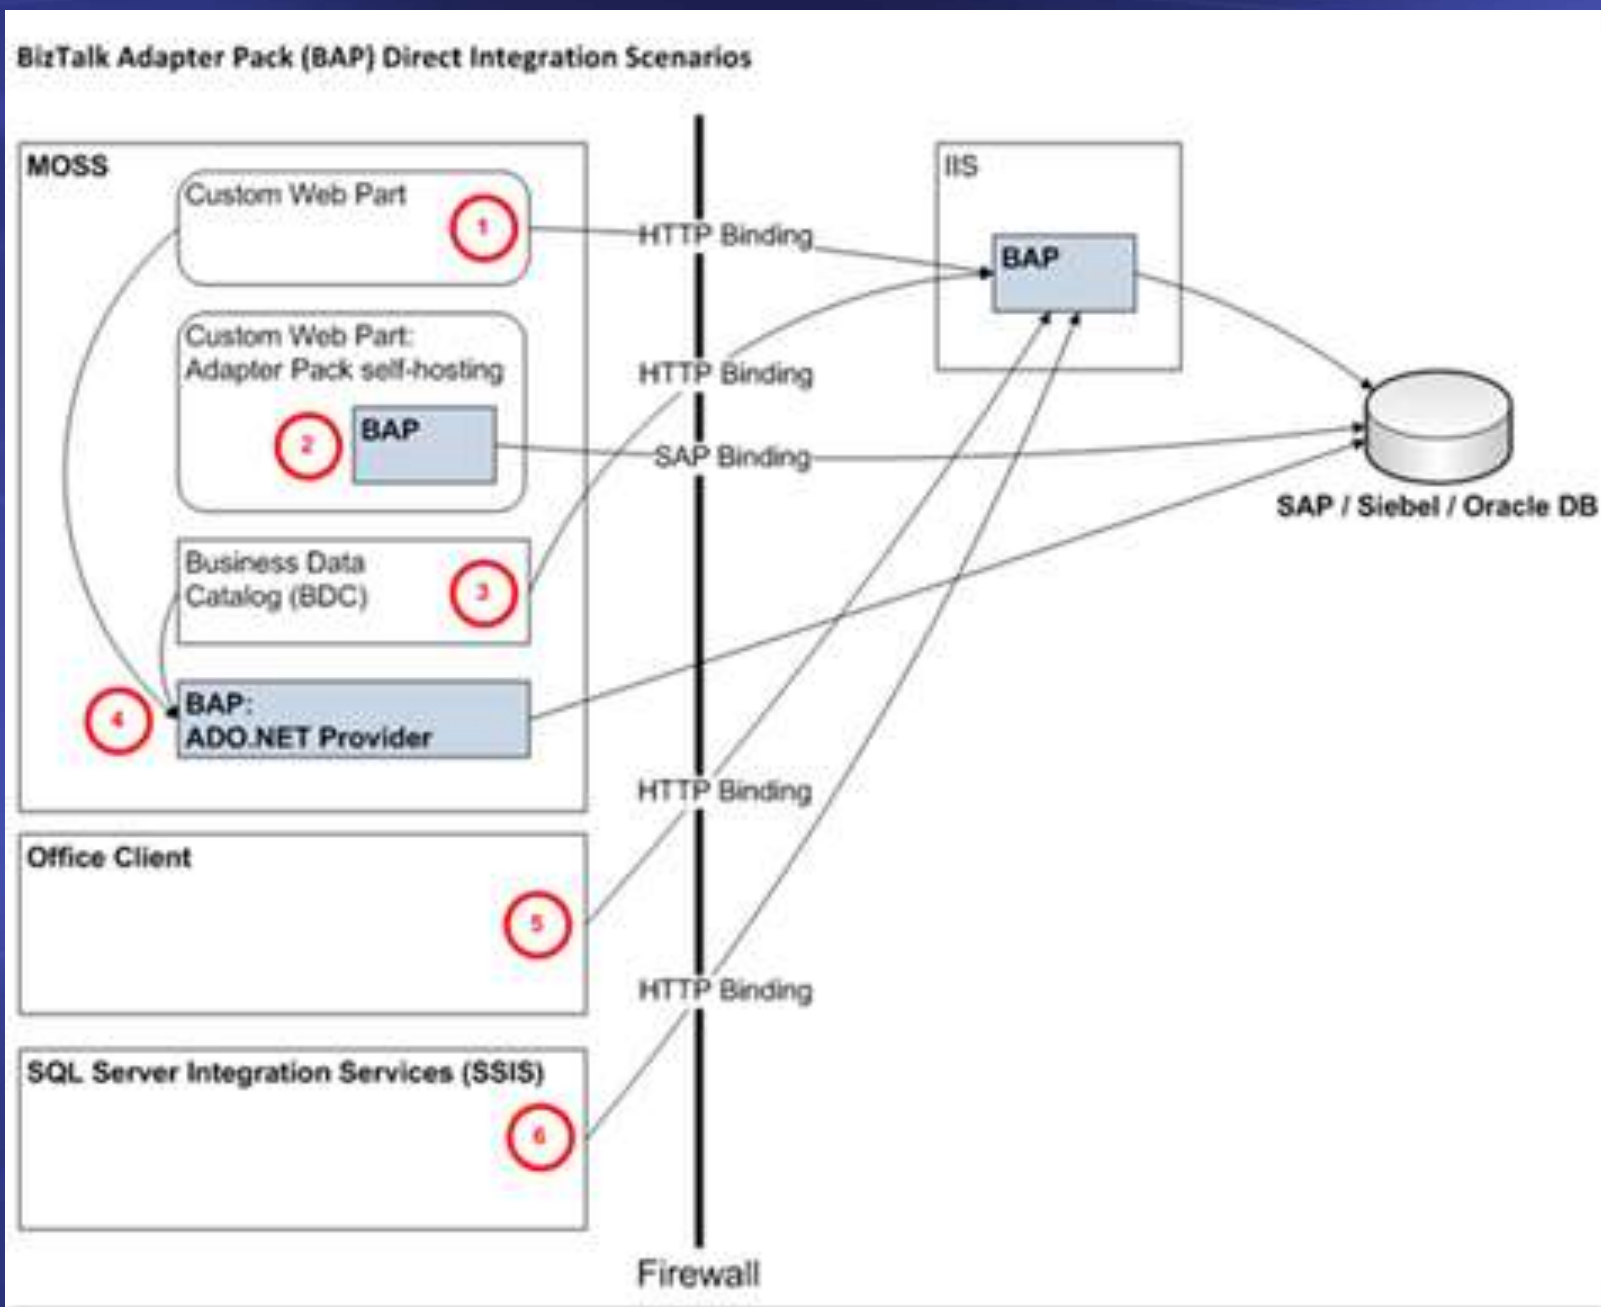 BizTalk Adapter Pack (BAP) Direct Integration Scenarios
MOSS
Custom Web Part
1
HTTP Binding
IIS
BAP
Custom Web Part:
Adapter Pack self-hosting
2
BAP
HTTP Binding
SAP Binding
SAP / Siebel / Oracle DB
Business Data
Catalog (BDC)
3
4
BAP:
ADO.NET Provider
HTTP Binding
Office Client
5
HTTP Binding
SQL Server Integration Services (SSIS)
6
Firewall